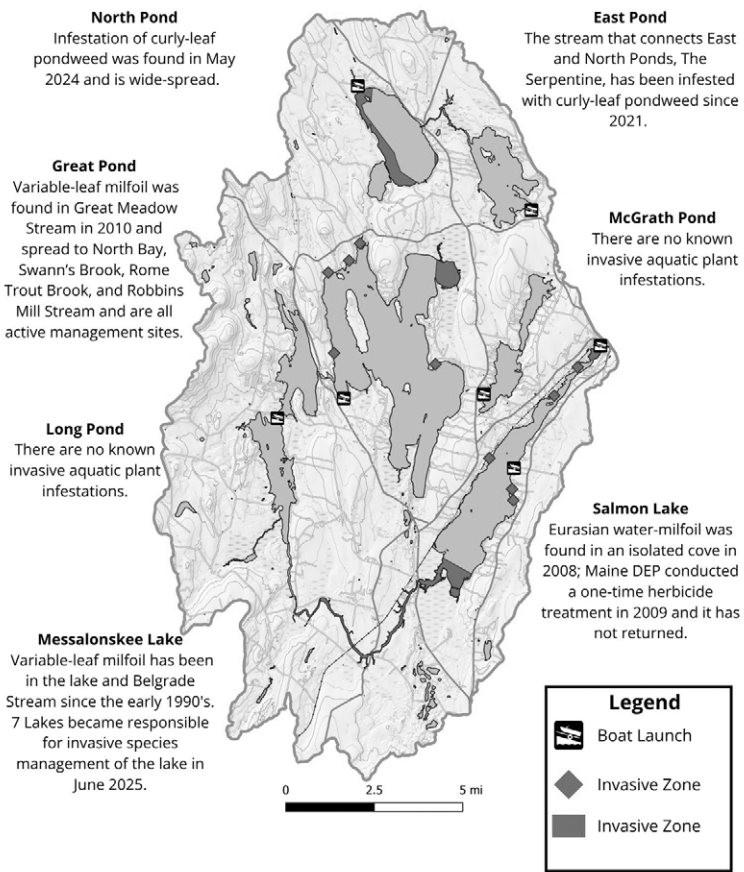 North Pond
Infestation of curly-leaf
pondweed was found in May
2024 and is wide-spread.
East Pond
The stream that connects East
and North Ponds, The
Serpentine, has been infested
with curly-leaf pondweed since
2021.
Great Pond
Variable-leaf milfoil was
found in Great Meadow
Stream in 2010 and
spread to North Bay,
Swann's Brook, Rome
Trout Brook, and Robbins
Mill Stream and are all
active management sites.
McGrath Pond
There are no known
invasive aquatic plant
infestations.
Long Pond
There are no known
invasive aquatic plant
infestations.
Salmon Lake
Eurasian water-milfoil was
found in an isolated cove in
2008; Maine DEP conducted
a one-time herbicide
treatment in 2009 and it has
not returned.
Messalonskee Lake
Variable-leaf milfoil has been
in the lake and Belgrade
Stream since the early 1990's.
7 Lakes became responsible
for invasive species
management of the lake in
June 2025.
0 2.5 5 mi
Legend
Boat Launch
Invasive Zone
Invasive Zone